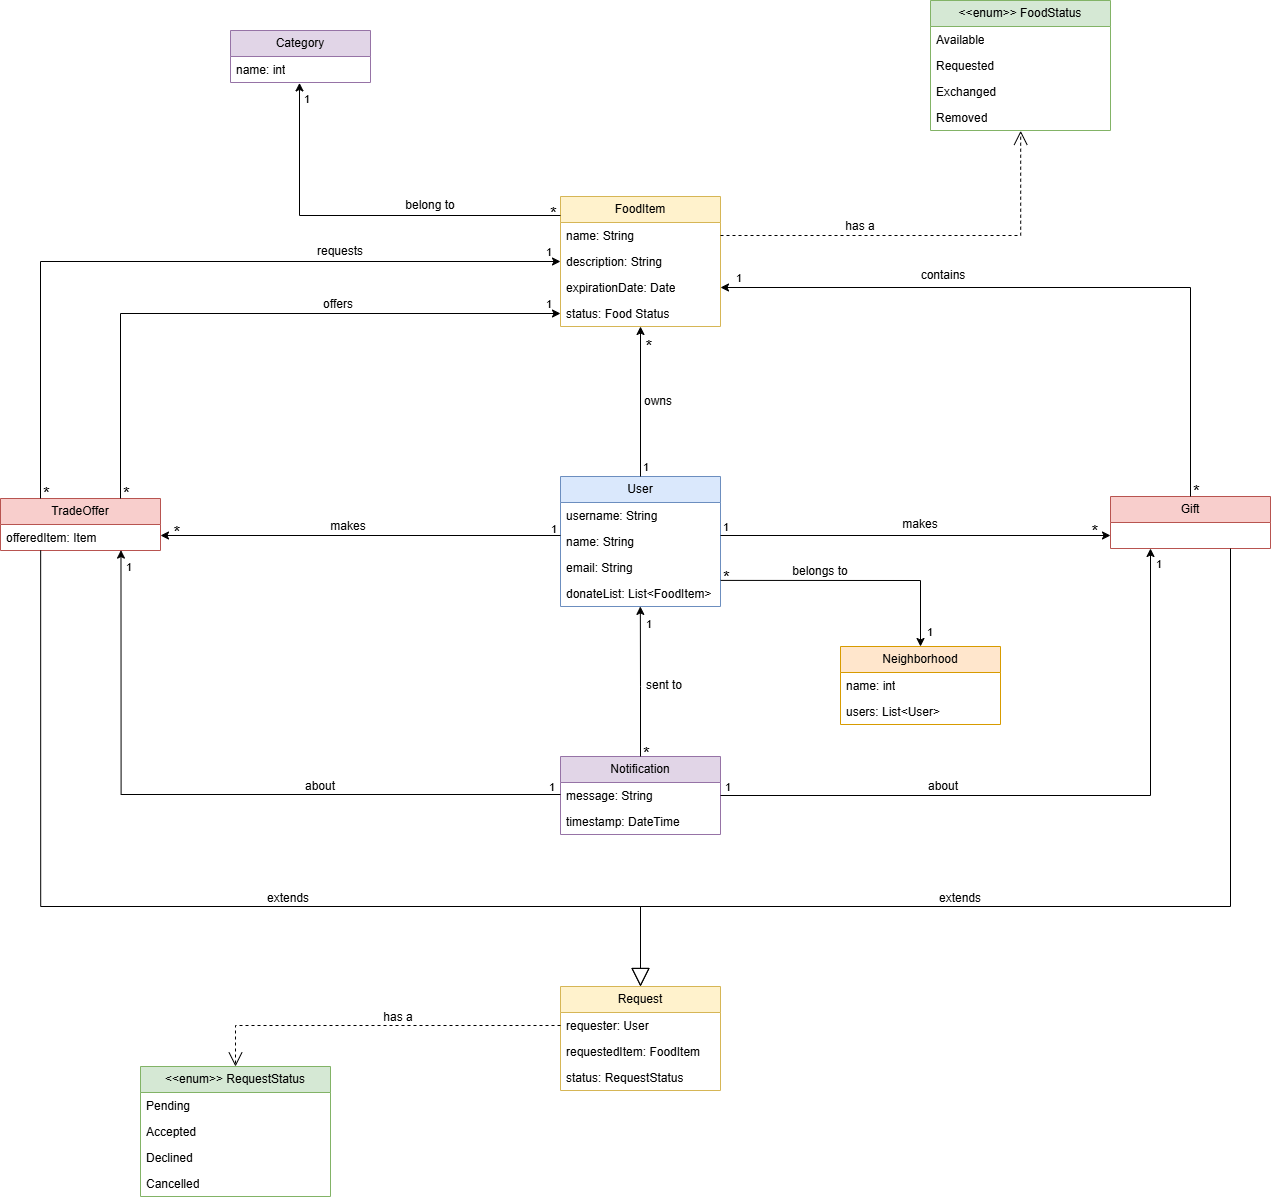 <<enum>> FoodStatus
Available
Requested
Exchanged
Removed
Category
name: int
1
belong to
*
FoodItem
name: String
description: String
expirationDate: Date
status: Food Status
has a
requests
1
offers
1
1
contains
*
owns
1
*
*
TradeOffer
offeredItem: Item
*
makes
1
User
username: String
name: String
email: String
donateList: List<FoodItem>
1
makes
*
*
Gift
*
belongs to
1
Neighborhood
name: int
users: List<User>
1
1
1
sent to
*
Notification
message: String
timestamp: DateTime
about
1
1
about
extends
extends
Request
requester: User
requestedItem: FoodItem
status: RequestStatus
has a
<<enum>> RequestStatus
Pending
Accepted
Declined
Cancelled